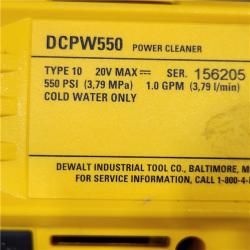 DCPW550 POWER CLEANER
TYPE 10 20V MAX⎓ SER. 156205
550 PSI (3,79 MPa) 1.0 GPM (3,79 l/min)
COLD WATER ONLY
DEWALT INDUSTRIAL TOOL CO., BALTIMORE, M
FOR SERVICE INFORMATION, CALL 1-800-4-